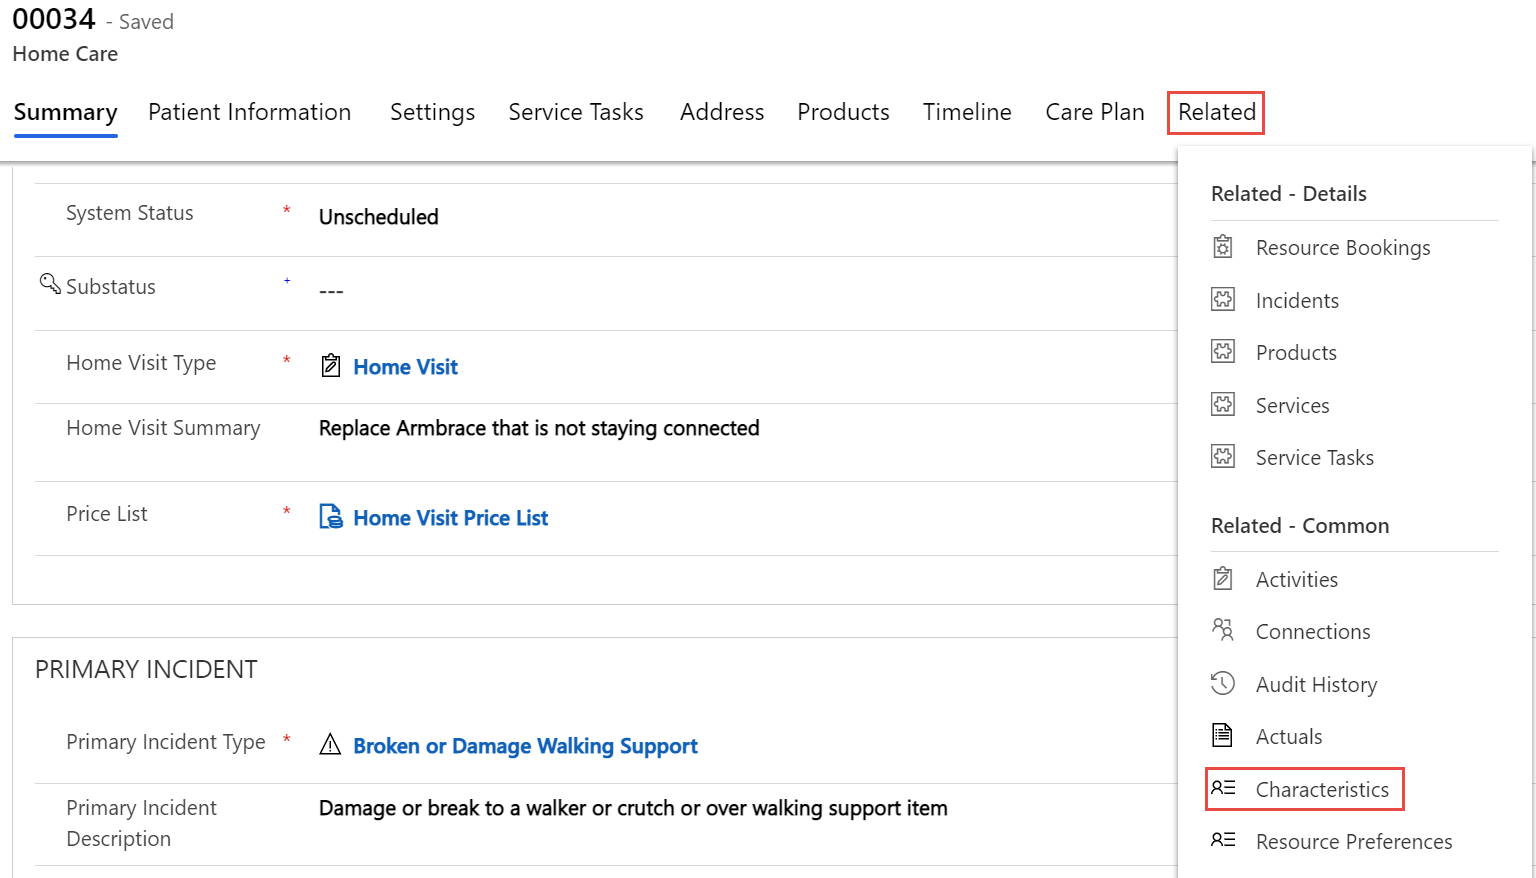 00034 - Saved
Home Care
Summary Patient Information Settings Service Tasks Address Products Timeline Care Plan Related
System Status * Unscheduled
Substatus + ---
Home Visit Type * Home Visit
Home Visit Summary Replace Armbrace that is not staying connected
Price List * Home Visit Price List
PRIMARY INCIDENT
Primary Incident Type * Broken or Damage Walking Support
Primary Incident Description Damage or break to a walker or crutch or over walking support item
Related - Details
Resource Bookings
Incidents
Products
Services
Service Tasks
Related - Common
Activities
Connections
Audit History
Actuals
Characteristics
Resource Preferences